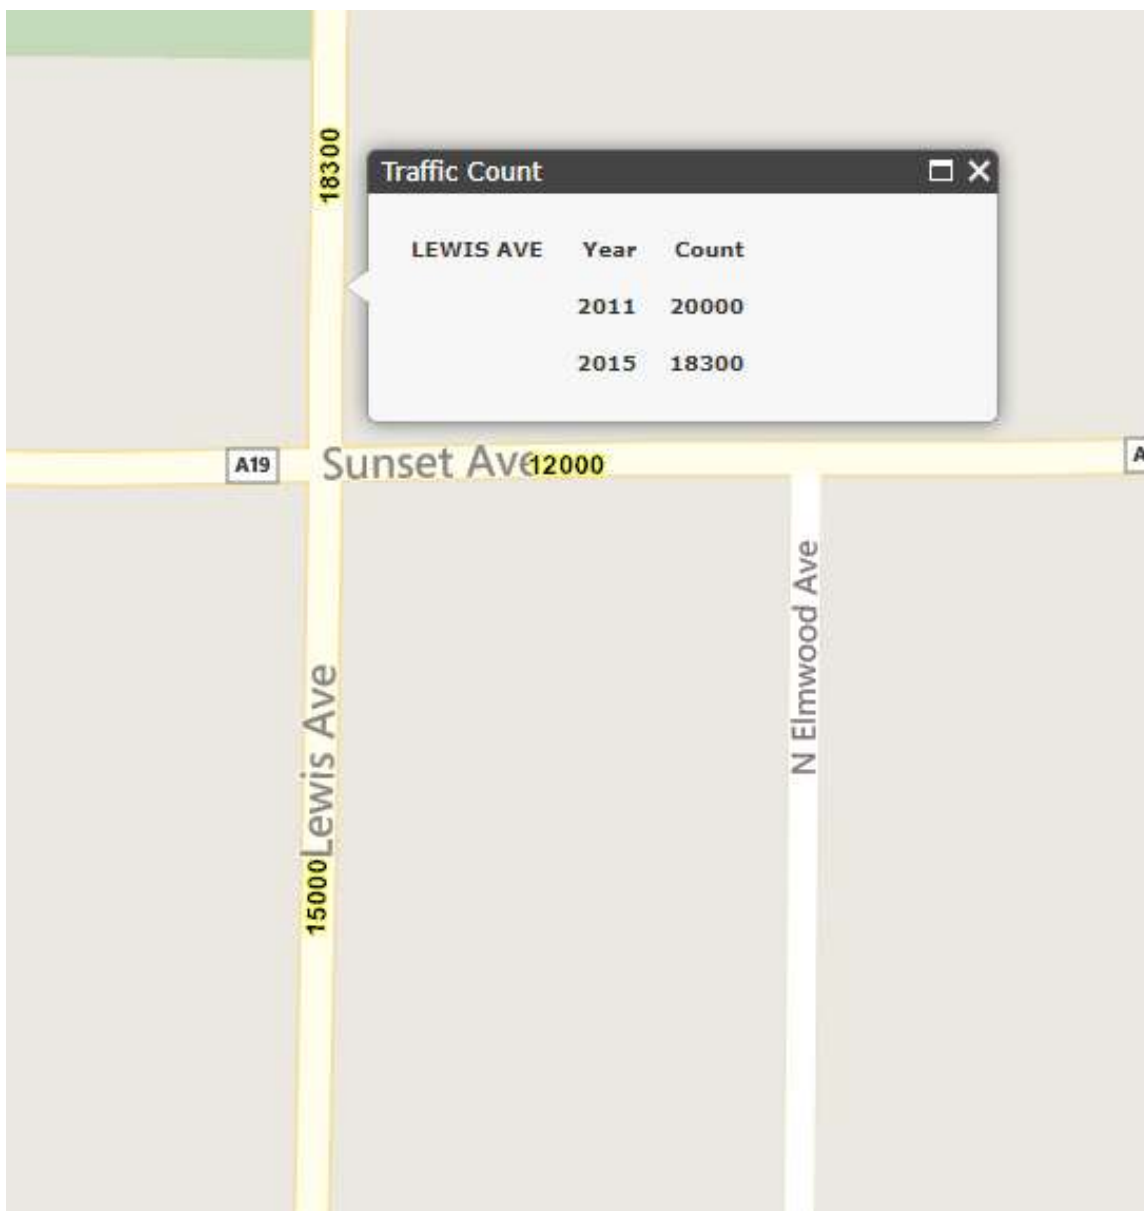 18300
Traffic Count
LEWIS AVE Year Count
2011 20000
2015 18300
A19
Sunset Ave
12000
A
N Elmwood Ave
Lewis Ave
15000